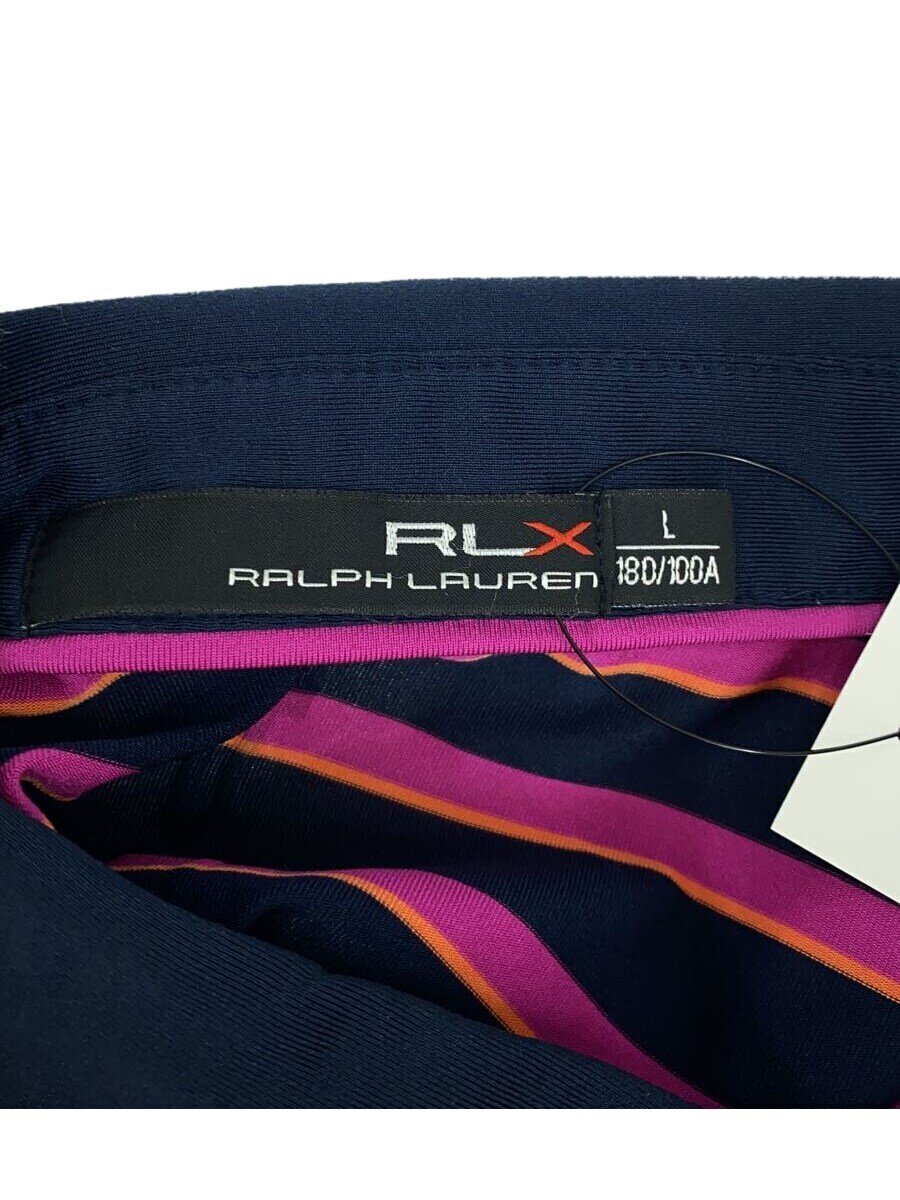 RLX
RALPH LAUREN
L
180/100A